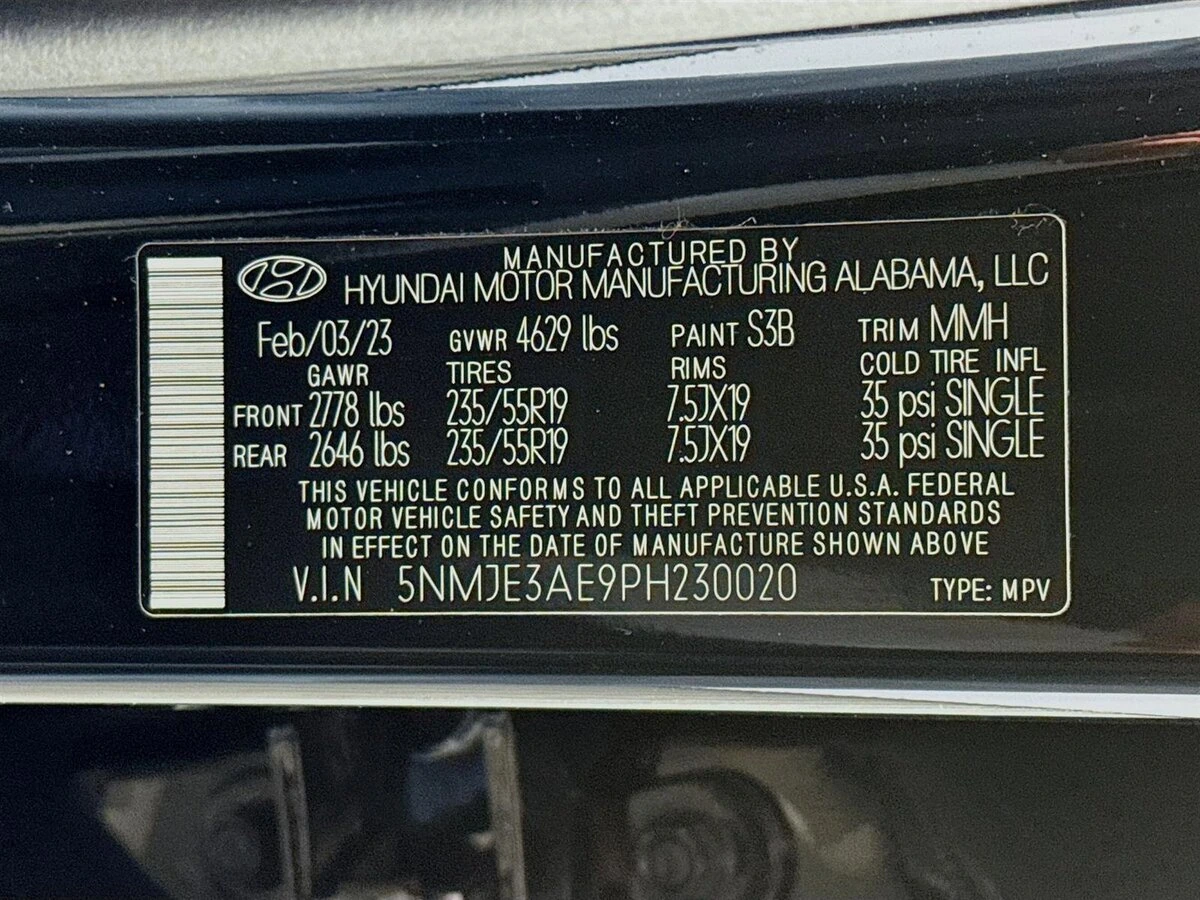 MANUFACTURED BY
HYUNDAI MOTOR MANUFACTURING ALABAMA, LLC
Feb/03/23 GVWR 4629 lbs PAINT S3B TRIM MMH
GAWR TIRES RIMS COLD TIRE INFL
FRONT 2778 lbs 235/55R19 7.5JX19 35 psi SINGLE
REAR 2646 lbs 235/55R19 7.5JX19 35 psi SINGLE
THIS VEHICLE CONFORMS TO ALL APPLICABLE U.S.A. FEDERAL
MOTOR VEHICLE SAFETY AND THEFT PREVENTION STANDARDS
IN EFFECT ON THE DATE OF MANUFACTURE SHOWN ABOVE
V.I.N 5NMJE3AE9PH230020 TYPE: MPV